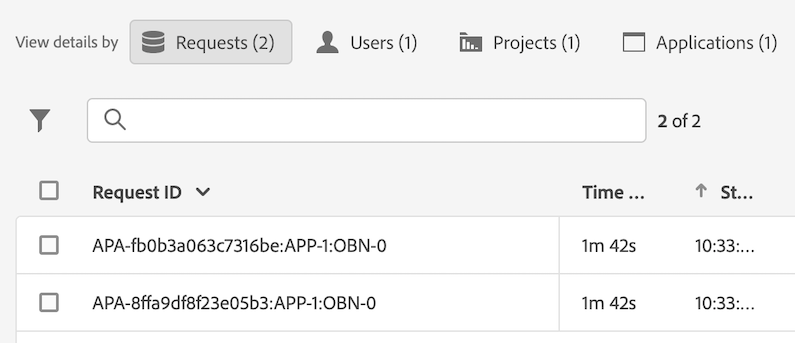 View details by Requests (2) Users (1) Projects (1) Applications (1)
2 of 2
Request ID Time ... St...
APA-fb0b3a063c7316be:APP-1:OBN-0 1m 42s 10:33:...
APA-8ffa9df8f23e05b3:APP-1:OBN-0 1m 42s 10:33:...